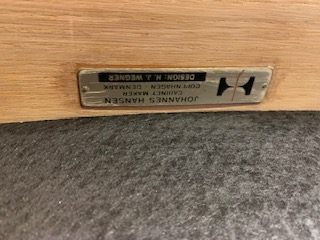 JOHANNES HANSEN
CABINET MAKER
COPENHAGEN DENMARK
DESIGN: H. J. WEGNER